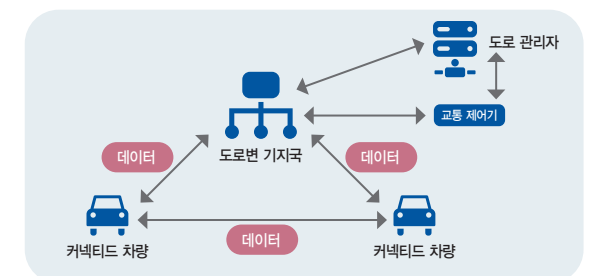 도로 관리자
교통 제어기
도로변 기지국
데이터
데이터
커넥티드 차량
데이터
커넥티드 차량